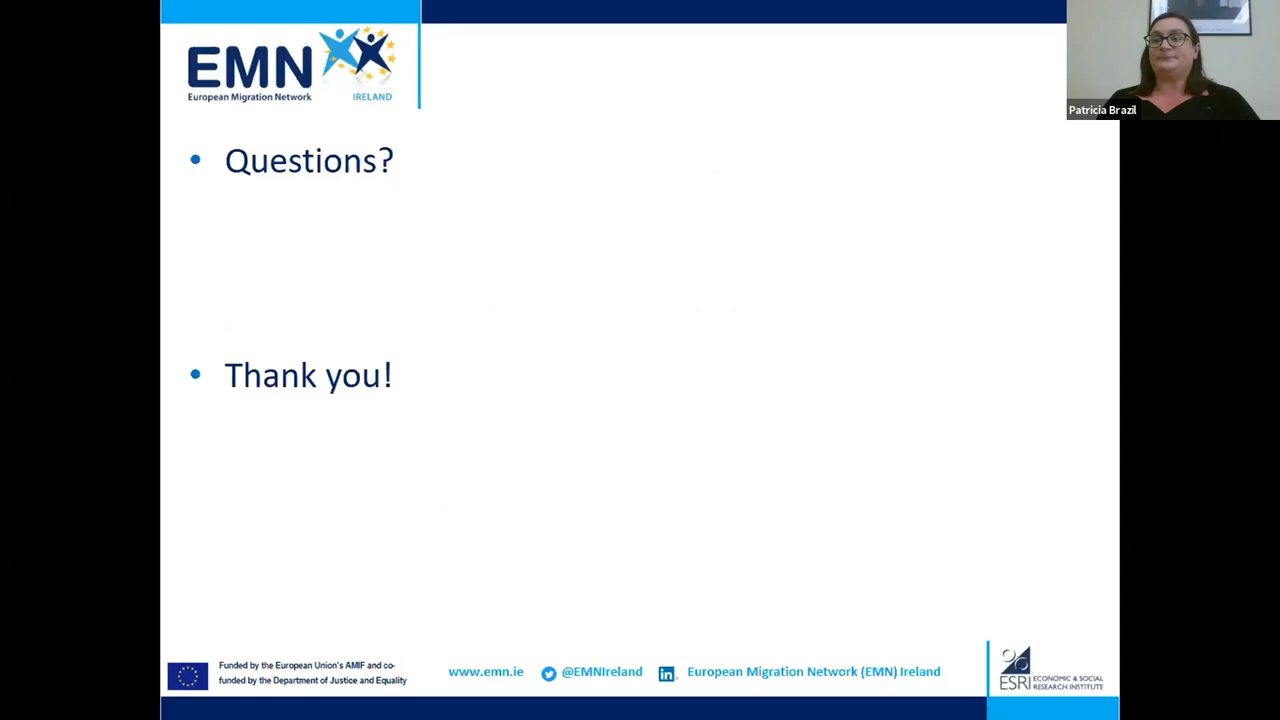 EMN
European Migration Network
IRELAND
Patricia Brazil
• Questions?
• Thank you!
Funded by the European Union's AMIF and co-
funded by the Department of Justice and Equality
www.emn.ie
@EMNIreland
in
European Migration Network (EMN) Ireland
ESRI
ECONOMIC & SOCIAL
RESEARCH INSTITUTE